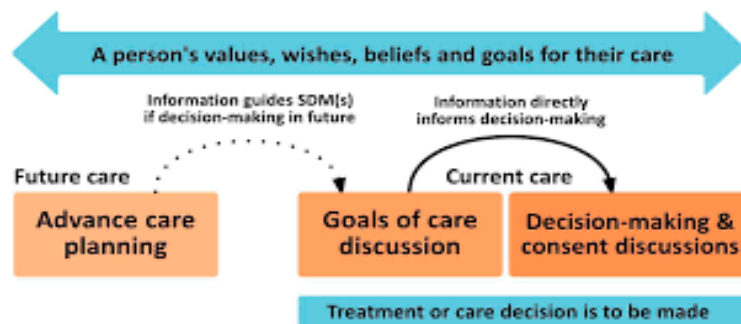 A person's values, wishes, beliefs and goals for their care
Information guides SDM(s)
if decision-making in future
Information directly
informs decision-making
Future care
Current care
Advance care
planning
Goals of care
discussion
Decision-making &
consent discussions
Treatment or care decision is to be made